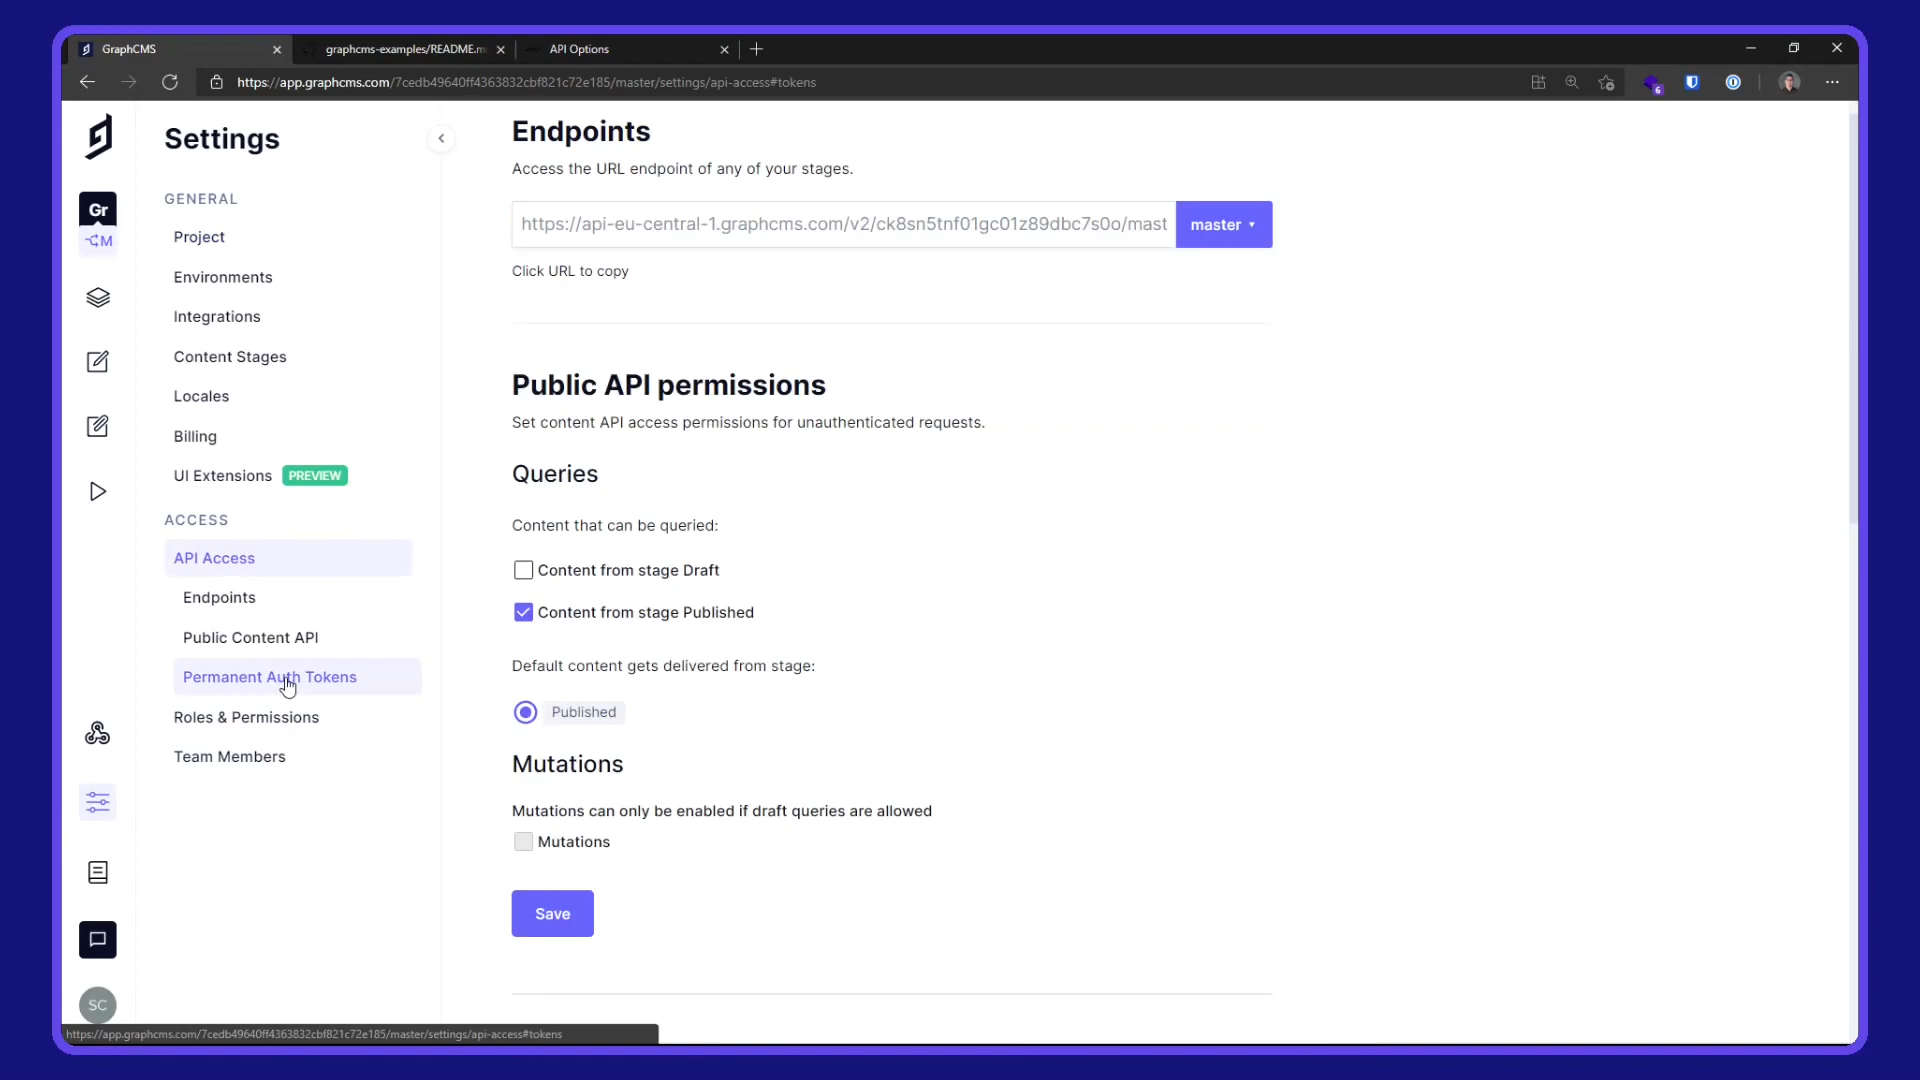 GraphCMS
graphcms-examples/README.m
API Options
https://app.graphcms.com/7cedb49640ff4363832cbf821c72e185/master/settings/api-access#tokens
6
Settings
Gr
M
GENERAL
Project
Environments
Integrations
Content Stages
Locales
Billing
UI Extensions PREVIEW
ACCESS
API Access
Endpoints
Public Content API
Permanent Auth Tokens
Roles & Permissions
Team Members
SC
Endpoints
Access the URL endpoint of any of your stages.
https://api-eu-central-1.graphcms.com/v2/ck8sn5tnf01gc01z89dbc7s0o/mast
master
Click URL to copy
Public API permissions
Set content API access permissions for unauthenticated requests.
Queries
Content that can be queried:
Content from stage Draft
Content from stage Published
Default content gets delivered from stage:
Published
Mutations
Mutations can only be enabled if draft queries are allowed
Mutations
Save
https://app.graphcms.com/7cedb49640ff4363832cbf821c72e185/master/settings/api-access#tokens